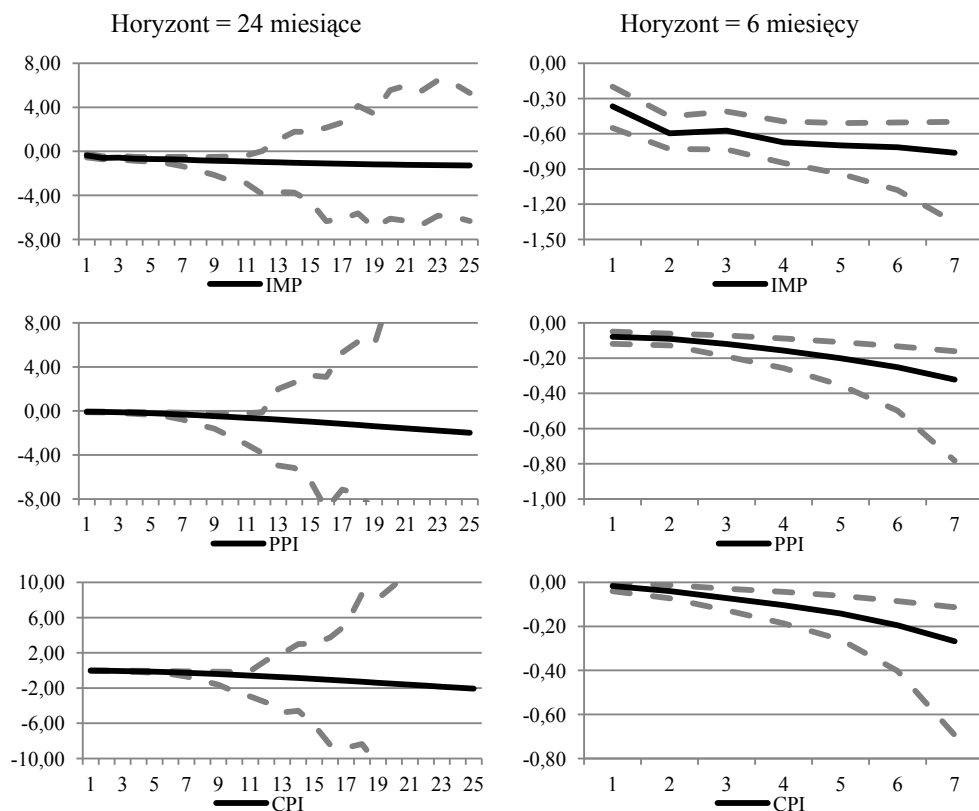 Horyzont = 24 miesiące
8,00
4,00
0,00
-4,00
-8,00
1 3 5 7 9 11 13 15 17 19 21 23 25
IMP
Horyzont = 6 miesięcy
0,00
-0,30
-0,60
-0,90
-1,20
-1,50
1 2 3 4 5 6 7
IMP
8,00
4,00
0,00
-4,00
-8,00
1 3 5 7 9 11 13 15 17 19 21 23 25
PPI
0,00
-0,20
-0,40
-0,60
-0,80
-1,00
1 2 3 4 5 6 7
PPI
10,00
6,00
2,00
-2,00
-6,00
-10,00
1 3 5 7 9 11 13 15 17 19 21 23 25
CPI
0,00
-0,20
-0,40
-0,60
-0,80
1 2 3 4 5 6 7
CPI